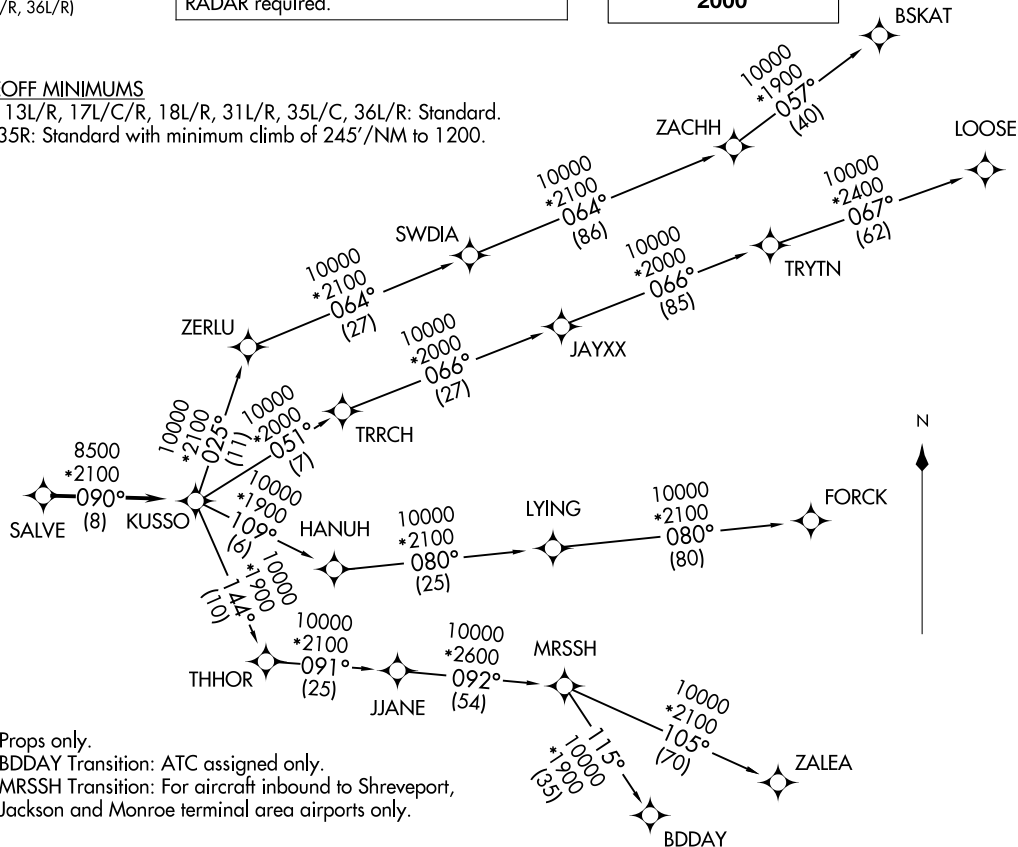 /R, 36L/R)
RADAR required.
2000
OFF MINIMUMS
13L/R, 17L/C/R, 18L/R, 31L/R, 35L/C, 36L/R: Standard.
35R: Standard with minimum climb of 245'/NM to 1200.
BSKAT
10000
*1900
057°
(40)
ZACHH
LOOSE
10000
*2100
064°
(86)
10000
*2400
067°
(62)
SWDIA
10000
*2100
064°
(27)
10000
*2000
066°
(85)
TRYTN
ZERLU
10000
*2000
066°
(27)
JAYXX
10000
*2100
025°
(11)
10000
*2000
051°
(7)
TRRCH
N
8500
*2100
090°
(8)
SALVE
KUSSO
10000
*1900
109°
(6)
HANUH
10000
*2100
080°
(25)
LYING
10000
*2100
080°
(80)
FORCK
10000
*1900
144°
(10)
THHOR
10000
*2100
091°
(25)
JJANE
10000
*2600
092°
(54)
MRSSH
10000
*2100
105°
(70)
ZALEA
115°
10000
*1900
(35)
BDDAY
Props only.
BDDAY Transition: ATC assigned only.
MRSSH Transition: For aircraft inbound to Shreveport,
Jackson and Monroe terminal area airports only.